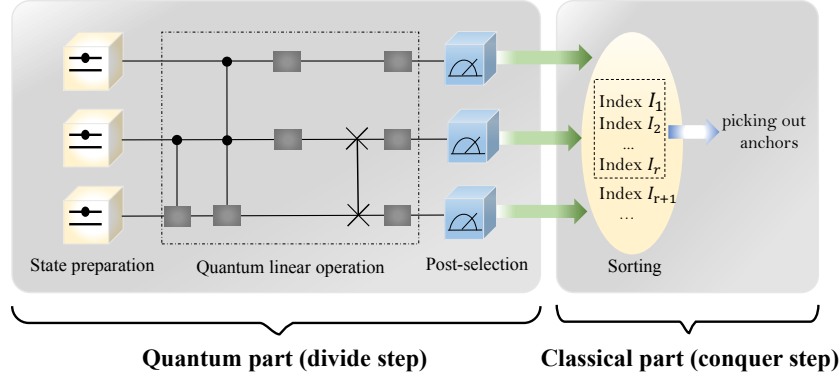 Index I₁
Index I₂
...
Index Iᵣ
Index Iᵣ₊₁
...
picking out
anchors
State preparation
Quantum linear operation
Post-selection
Sorting
Quantum part (divide step)
Classical part (conquer step)